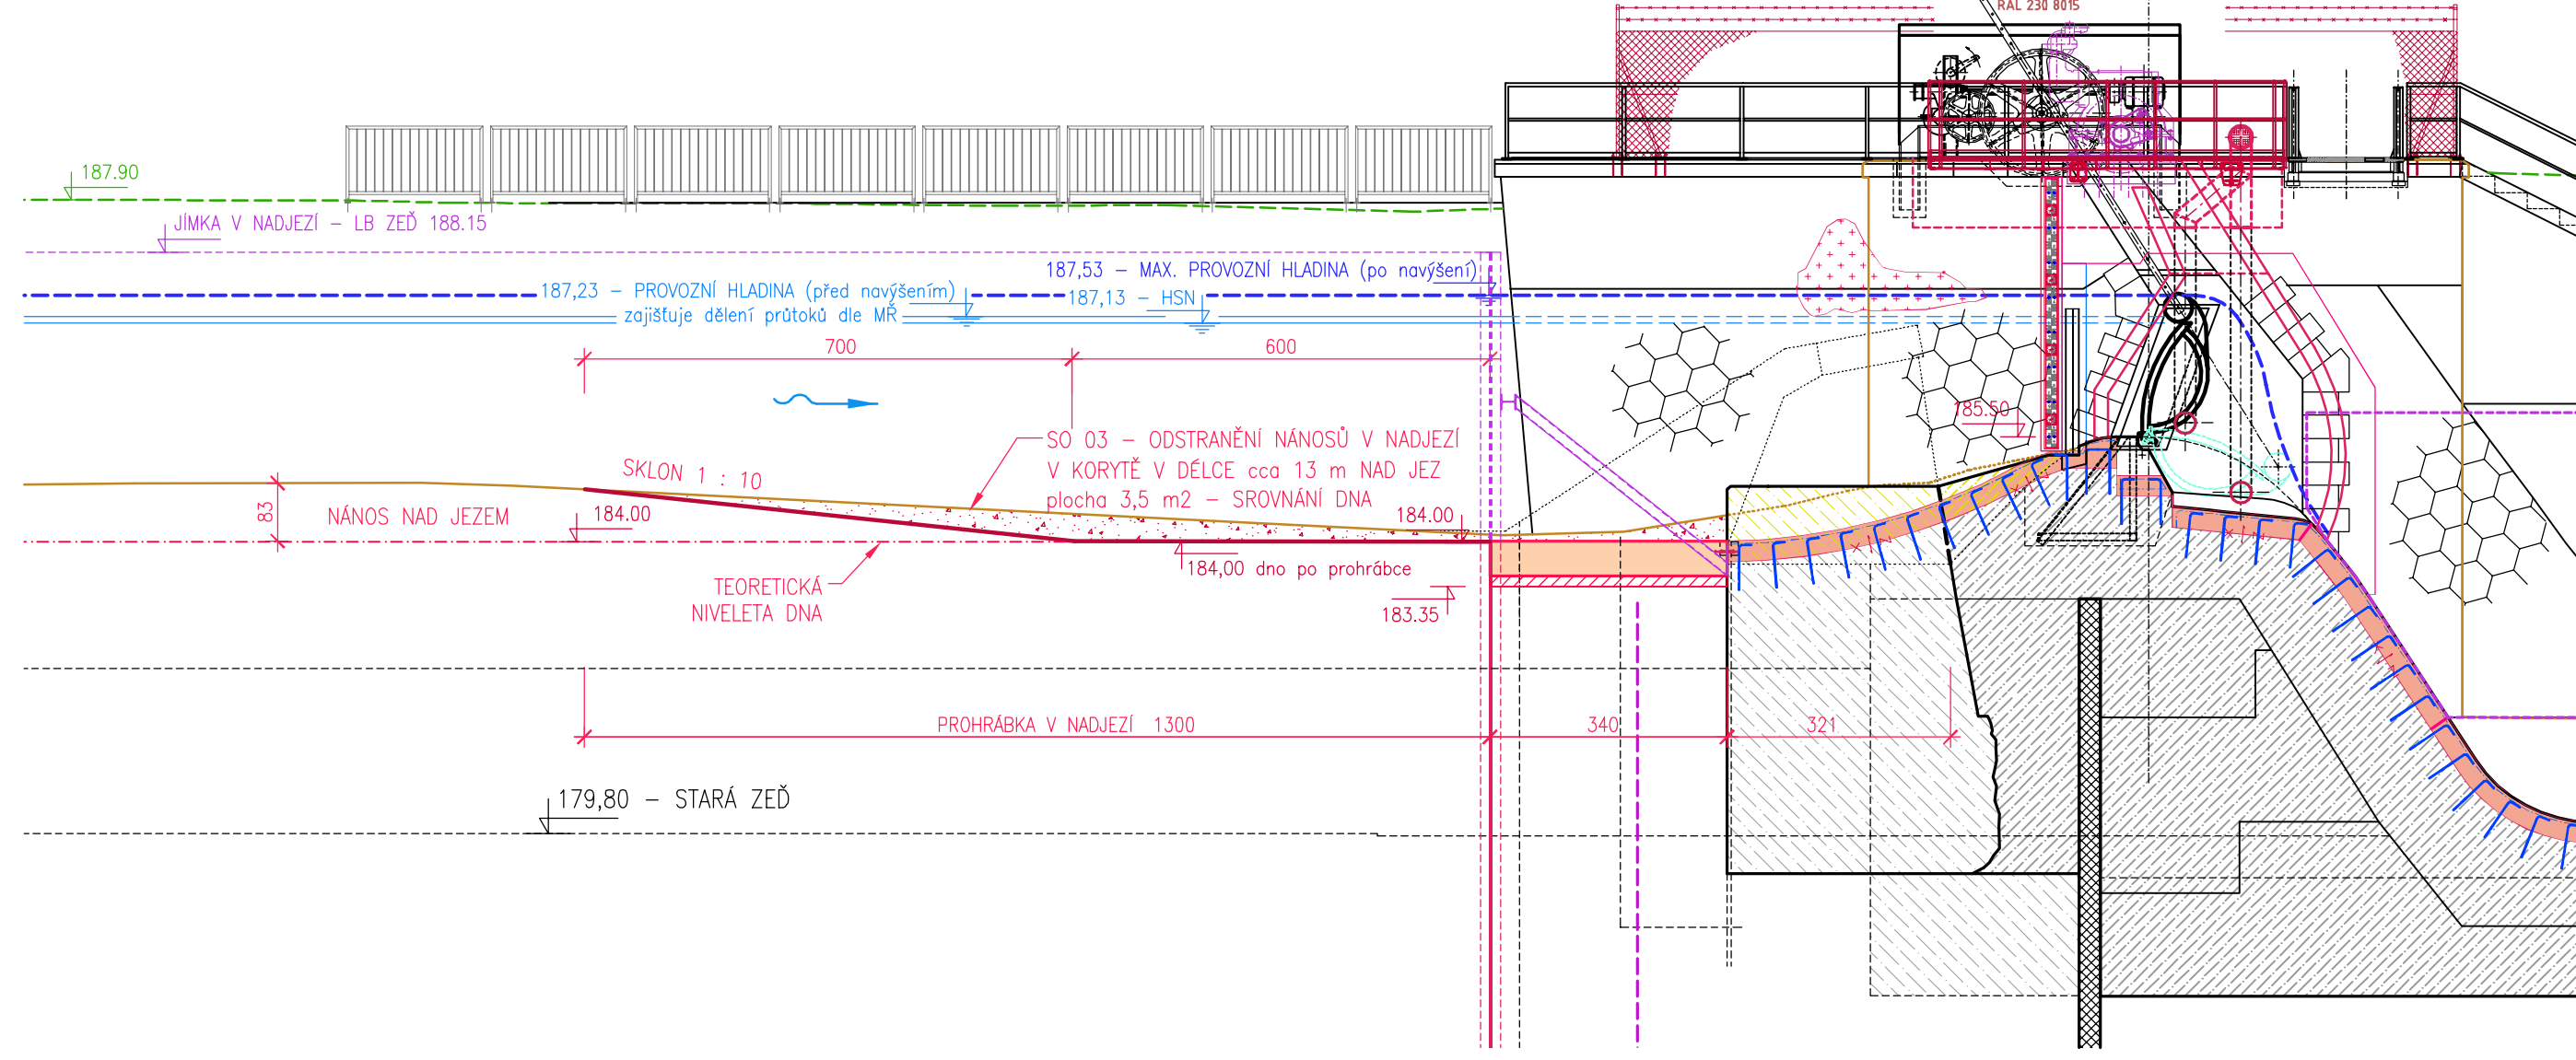 RAL 230 8015
187.90
JÍMKA V NADJEZÍ – LB ZEĎ 188.15
187,53 – MAX. PROVOZNÍ HLADINA (po navýšení)
187,23 – PROVOZNÍ HLADINA (před navýšením)
187,13 – HSN
zajišťuje dělení průtoků dle MŘ
700
600
185.50
SO 03 – ODSTRANĚNÍ NÁNOSŮ V NADJEZÍ
V KORYTĚ V DÉLCE cca 13 m NAD JEZ
plocha 3,5 m2 – SROVNÁNÍ DNA
SKLON 1 : 10
83
NÁNOS NAD JEZEM
184.00
184.00
184,00 dno po prohrábce
TEORETICKÁ
NIVELETA DNA
183.35
PROHRÁBKA V NADJEZÍ 1300
340
321
179,80 – STARÁ ZEĎ